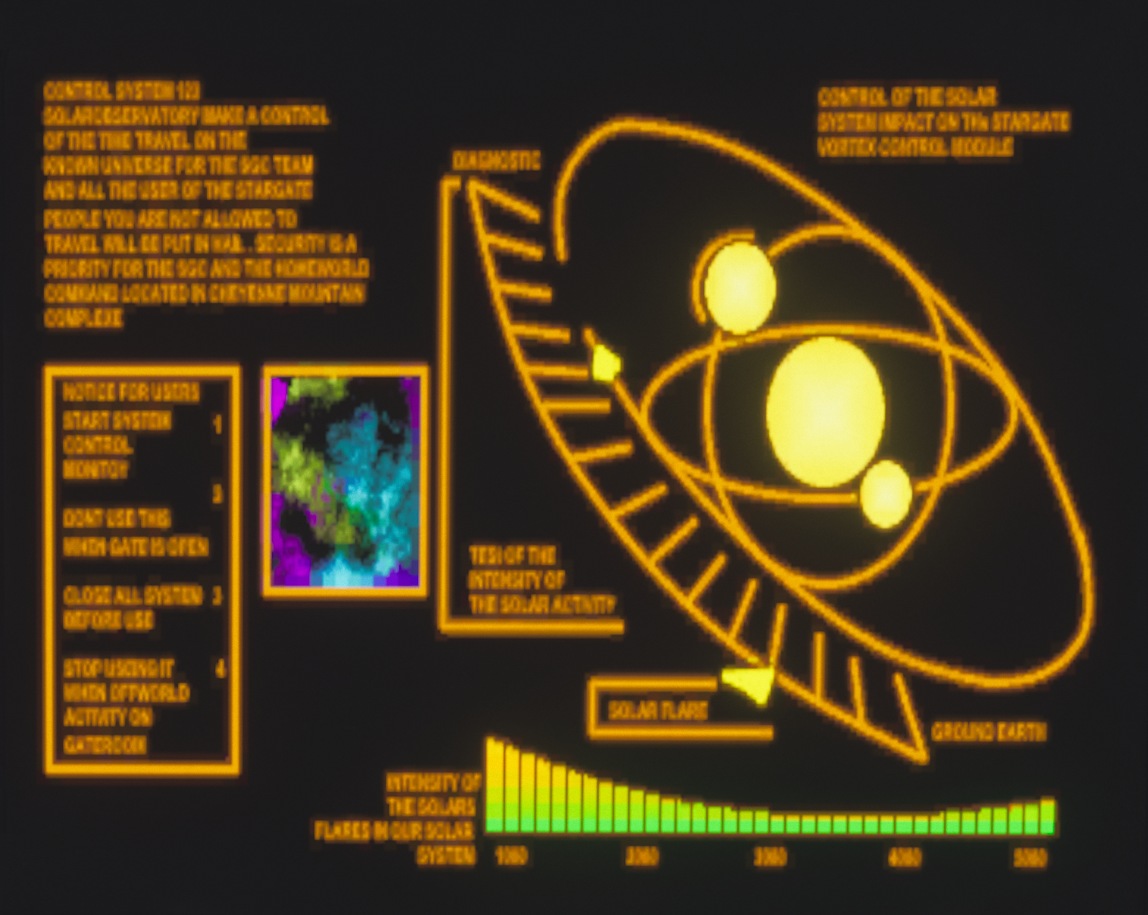 CONTROL SYSTEM 123
SOLAROBSERVATORY MAKE A CONTROL
OF THE TIME TRAVEL ON THE
KNOWN UNIVERSE FOR THE SGC TEAM
AND ALL THE USER OF THE STARGATE
PEOPLE YOU ARE NOT ALLOWED TO
TRAVEL WILL BE PUT IN . SECURITY IS A
PRIORITY FOR THE SGC AND THE HOMEWORLD
COMMAND LOCATED IN CHEYENNE MOUNTAIN
COMPLEXE
CONTROL OF THE SOLAR
SYSTEM IMPACT ON THe STARGATE
VORTEX CONTROL MODULE
DIAGNOSTIC
NOTICE FOR USERS
START SYSTEM 1
CONTROL
MONITOY
DONT USE THIS
WHEN GATE IS OPEN
CLOSE ALL SYSTEM 3
BEFORE USE
STOP USEING IT 4
WHEN OFFWORLD
ACTIVITY ON
GATEROOM
TEST OF THE
INTENSITY OF
THE SOLAR ACTIVITY
SOLAR FLARE
GROUND EARTH
INTENSITY OF
THE SOLARS
FLARES IN OUR SOLAR
SYSTEM
1000 2000 3000 4000 5000